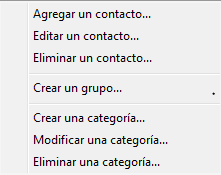 Agregar un contacto...
Editar un contacto...
Eliminar un contacto...
Crear un grupo...
Crear una categoría...
Modificar una categoría...
Eliminar una categoría...